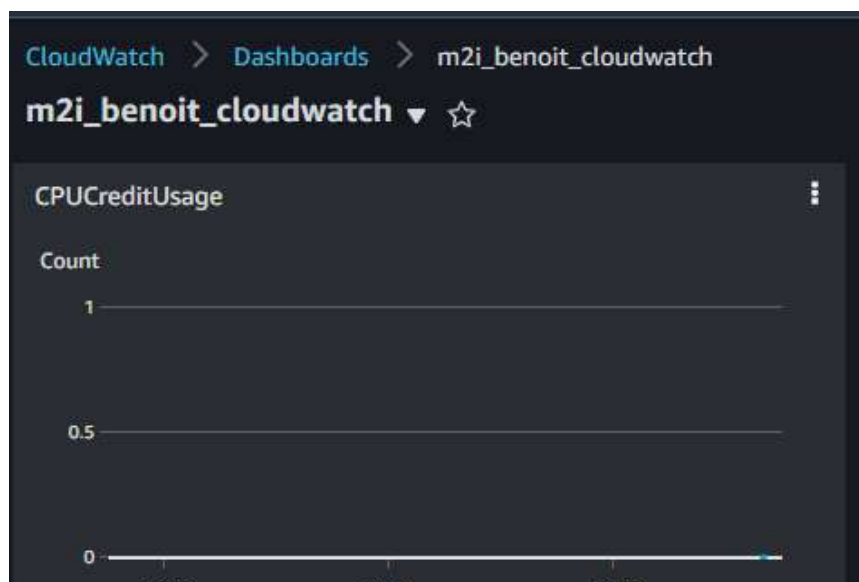 CloudWatch > Dashboards > m2i_benoit_cloudwatch
m2i_benoit_cloudwatch
CPUCreditUsage
Count
1
0.5
0